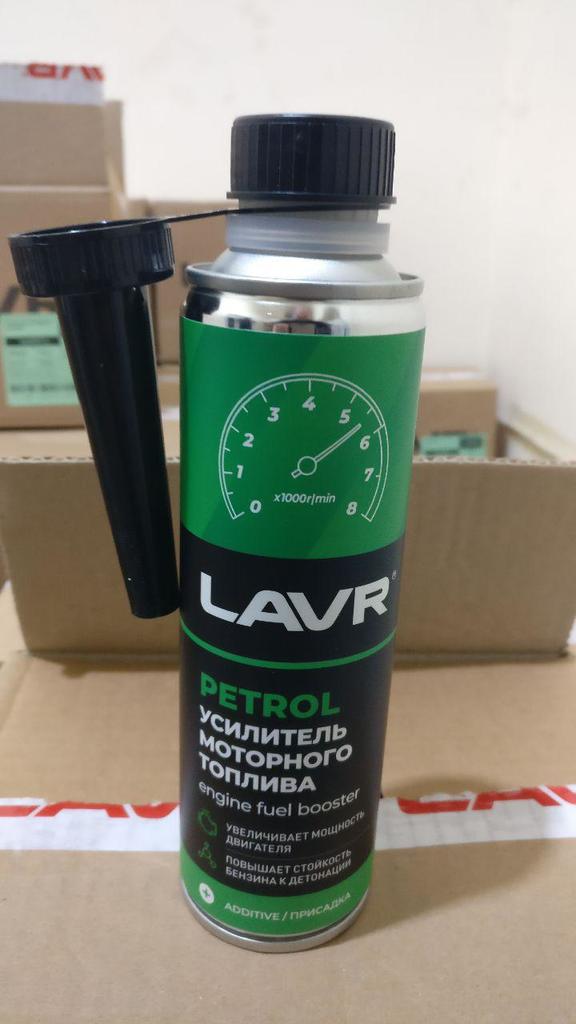 4
3
5
2
6
1
7
x1000r/min
0
8
LAVR®
PETROL
УСИЛИТЕЛЬ
МОТОРНОГО
ТОПЛИВА
engine fuel booster
УВЕЛИЧИВАЕТ МОЩНОСТЬ
ДВИГАТЕЛЯ
ПОВЫШАЕТ СТОЙКОСТЬ
БЕНЗИНА К ДЕТОНАЦИИ
ADDITIVE / ПРИСАДКА